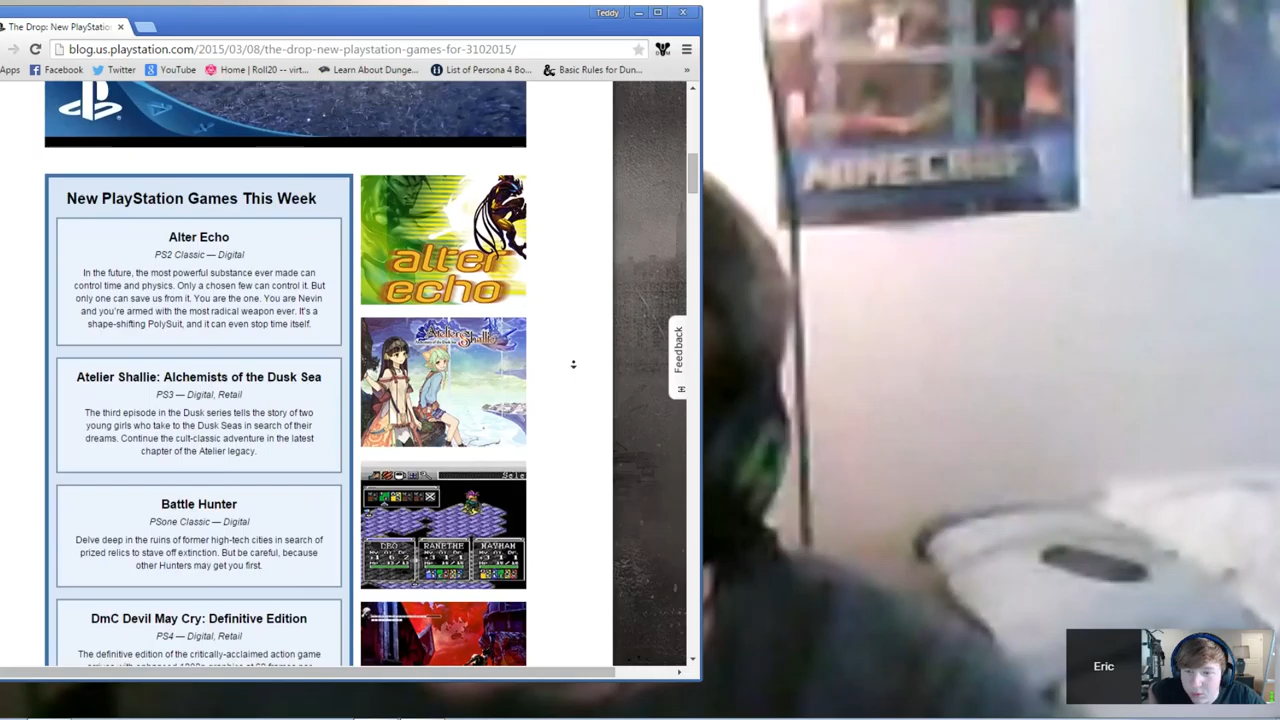 Teddy
The Drop: New PlayStatio
blog.us.playstation.com/2015/03/08/the-drop-new-playstation-games-for-3102015/
Apps Facebook Twitter YouTube Home | Roll20 -- virt... Learn About Dunge... List of Persona 4 Bo... Basic Rules for Dun... »
New PlayStation Games This Week
Alter Echo
PS2 Classic — Digital
In the future, the most powerful substance ever made can
control time and physics. Only a chosen few can control it. But
only one can save us from it. You are the one. You are Nevin
and you're armed with the most radical weapon ever. It's a
shape-shifting PolySuit, and it can even stop time itself.
alter
echo
Atelier Shallie: Alchemists of the Dusk Sea
PS3 — Digital, Retail
The third episode in the Dusk series tells the story of two
young girls who take to the Dusk Seas in search of their
dreams. Continue the cult-classic adventure in the latest
chapter of the Atelier legacy.
Atelier Shallie
Battle Hunter
PSone Classic — Digital
Delve deep in the ruins of former high-tech cities in search of
prized relics to stave off extinction. But be careful, because
other Hunters may get you first.
DmC Devil May Cry: Definitive Edition
PS4 — Digital, Retail
The definitive edition of the critically-acclaimed action game
Feedback
MINECRAFT
Eric